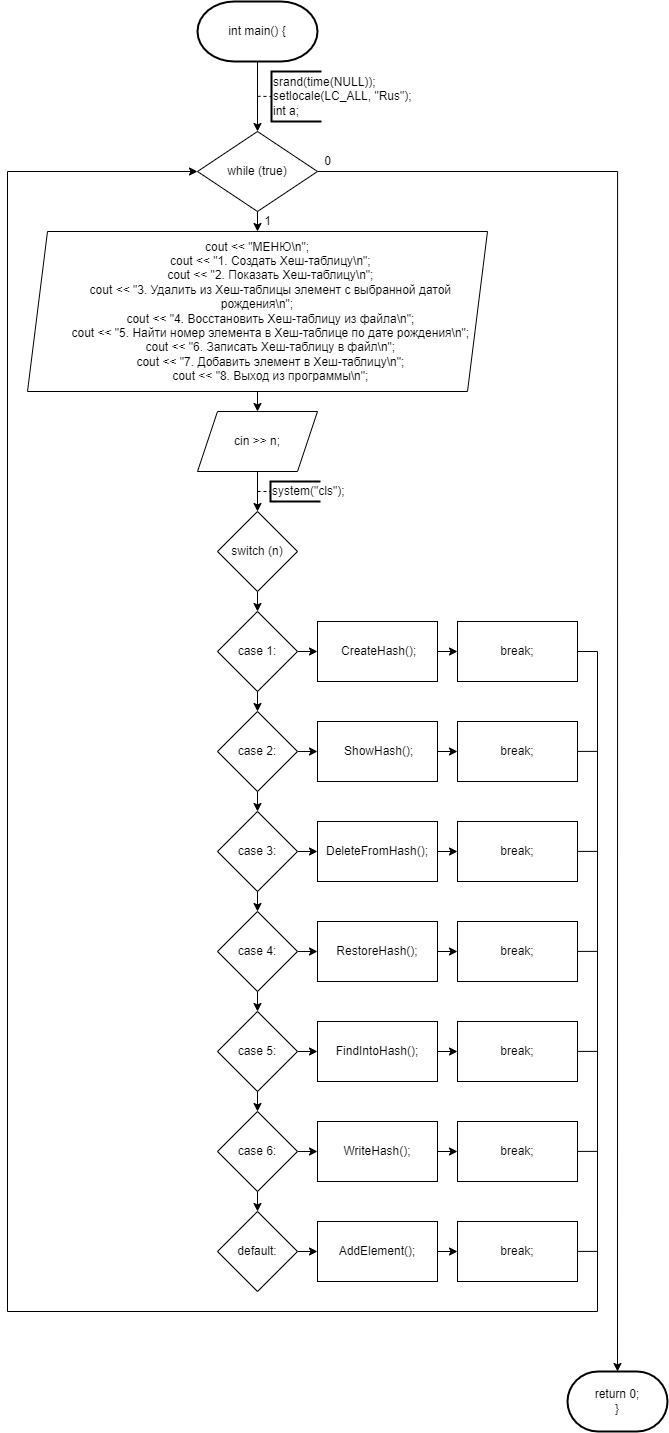 int main() {
srand(time(NULL));
setlocale(LC_ALL, "Rus");
int a;
while (true)
0
1
cout << "МЕНЮ\n";
cout << "1. Создать Хеш-таблицу\n";
cout << "2. Показать Хеш-таблицу\n";
cout << "3. Удалить из Хеш-таблицы элемент с выбранной датой
рождения\n";
cout << "4. Восстановить Хеш-таблицу из файла\n";
cout << "5. Найти номер элемента в Хеш-таблице по дате рождения\n";
cout << "6. Записать Хеш-таблицу в файл\n";
cout << "7. Добавить элемент в Хеш-таблицу\n";
cout << "8. Выход из программы\n";
cin >> n;
system("cls");
switch (n)
case 1:
CreateHash();
break;
case 2:
ShowHash();
break;
case 3:
DeleteFromHash();
break;
case 4:
RestoreHash();
break;
case 5:
FindIntoHash();
break;
case 6:
WriteHash();
break;
default:
AddElement();
break;
return 0;
}